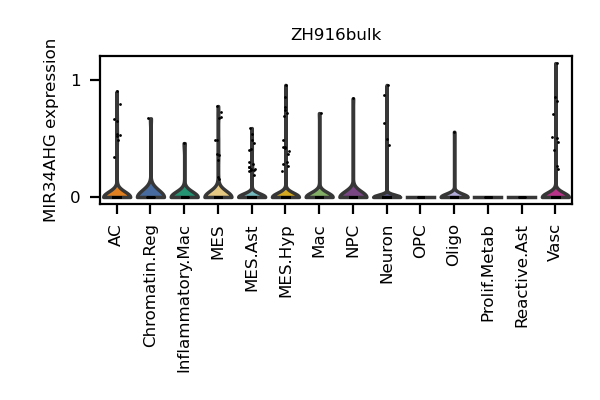 ZH916bulk
MIR34AHG expression
1
0
AC
Chromatin.Reg
Inflammatory.Mac
MES
MES.Ast
MES.Hyp
Mac
NPC
Neuron
OPC
Oligo
Prolif.Metab
Reactive.Ast
Vasc